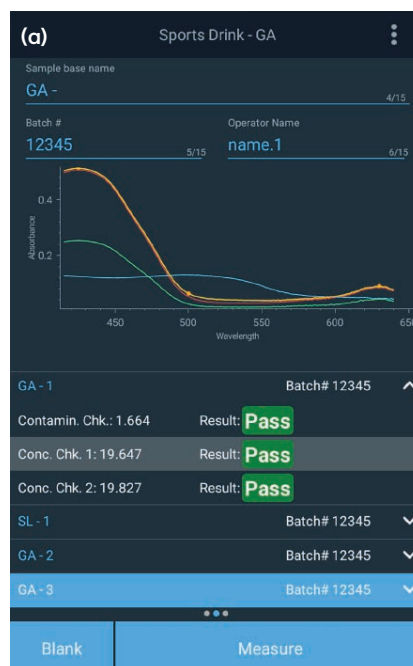 (a) Sports Drink - GA
Sample base name
GA -
4/15
Batch # Operator Name
12345 5/15 name.1 6/15
0.4
0.2
Absorbance
450 500 550 600 650
Wavelength
GA - 1 Batch# 12345
Contamin. Chk.: 1.664 Result: Pass
Conc. Chk. 1: 19.647 Result: Pass
Conc. Chk. 2: 19.827 Result: Pass
SL - 1 Batch# 12345
GA - 2 Batch# 12345
GA - 3 Batch# 12345
Blank Measure